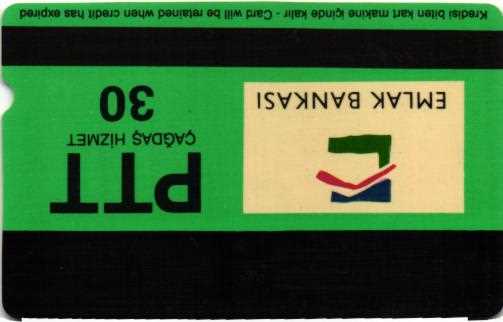 PTT
ÇAĞDAŞ HİZMET
30
EMLAK BANKASI
Kredisi biten kart makine içinde kalır - Card will be retained when credit has expired